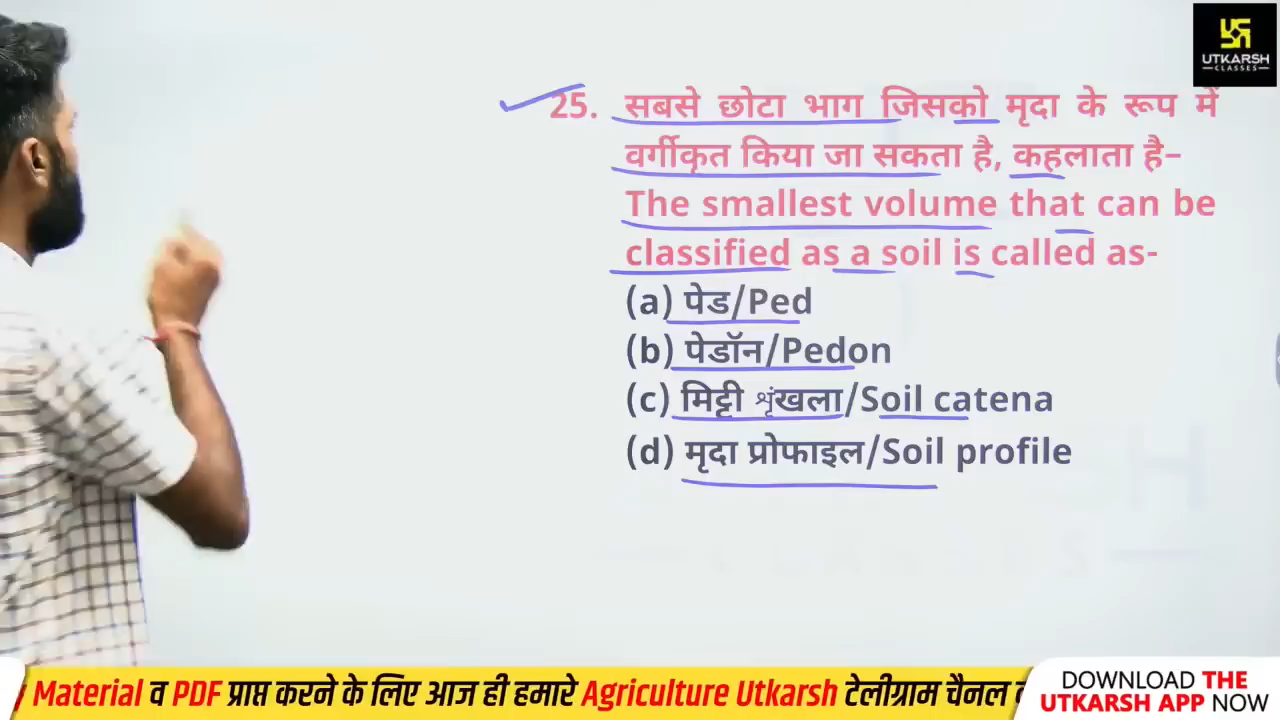 UTKARSH
CLASSES
25. सबसे छोटा भाग जिसको मृदा के रूप में
वर्गीकृत किया जा सकता है, कहलाता है–
The smallest volume that can be
classified as a soil is called as-
(a) पेड/Ped
(b) पेडॉन/Pedon
(c) मिट्टी शृंखला/Soil catena
(d) मृदा प्रोफाइल/Soil profile
Material व PDF प्राप्त करने के लिए आज ही हमारे Agriculture Utkarsh टेलीग्राम चैनल
DOWNLOAD THE
UTKARSH APP NOW